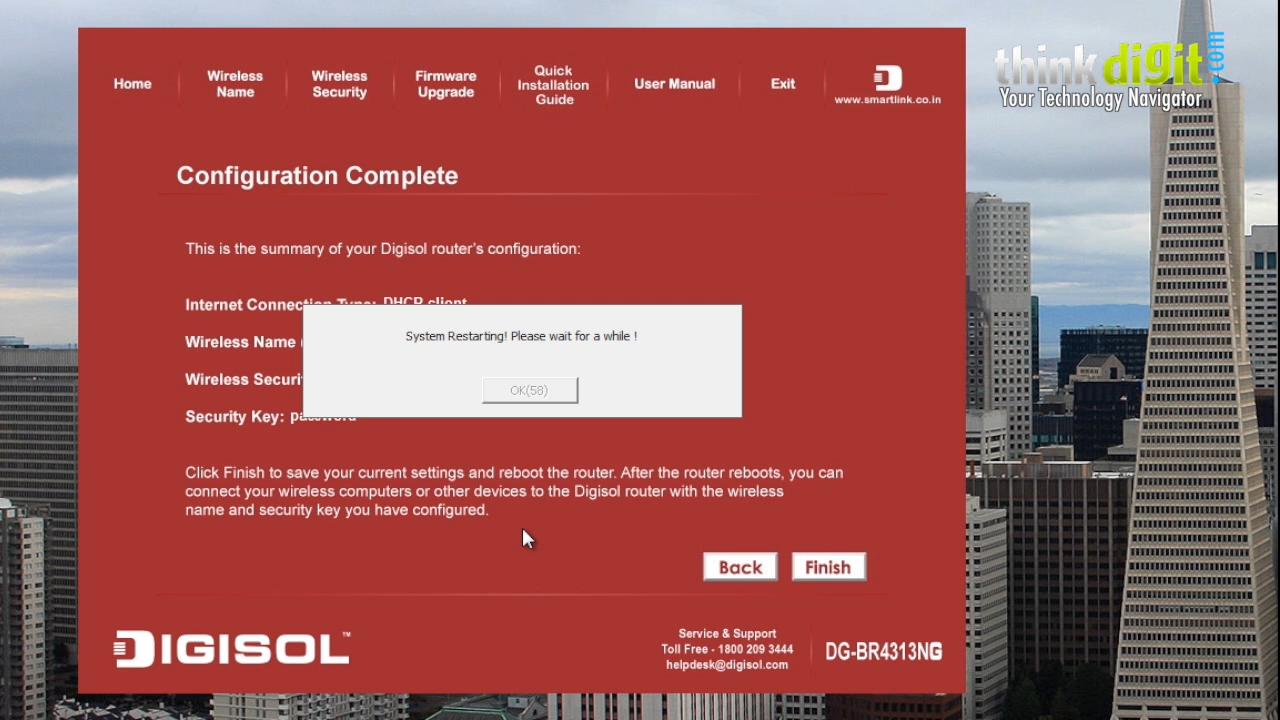 Home
Wireless Name
Wireless Security
Firmware Upgrade
Quick Installation Guide
User Manual
Exit
www.smartlink.co.in
thinkdigit.com
Your Technology Navigator
Configuration Complete
This is the summary of your Digisol router's configuration:
Internet Connection Type: DHCP client
System Restarting! Please wait for a while !
Wireless Name
Wireless Securi
OK(58)
Security Key: password
Click Finish to save your current settings and reboot the router. After the router reboots, you can
connect your wireless computers or other devices to the Digisol router with the wireless
name and security key you have configured.
Back
Finish
DIGISOL™
Service & Support
Toll Free - 1800 209 3444
helpdesk@digisol.com
DG-BR4313NG